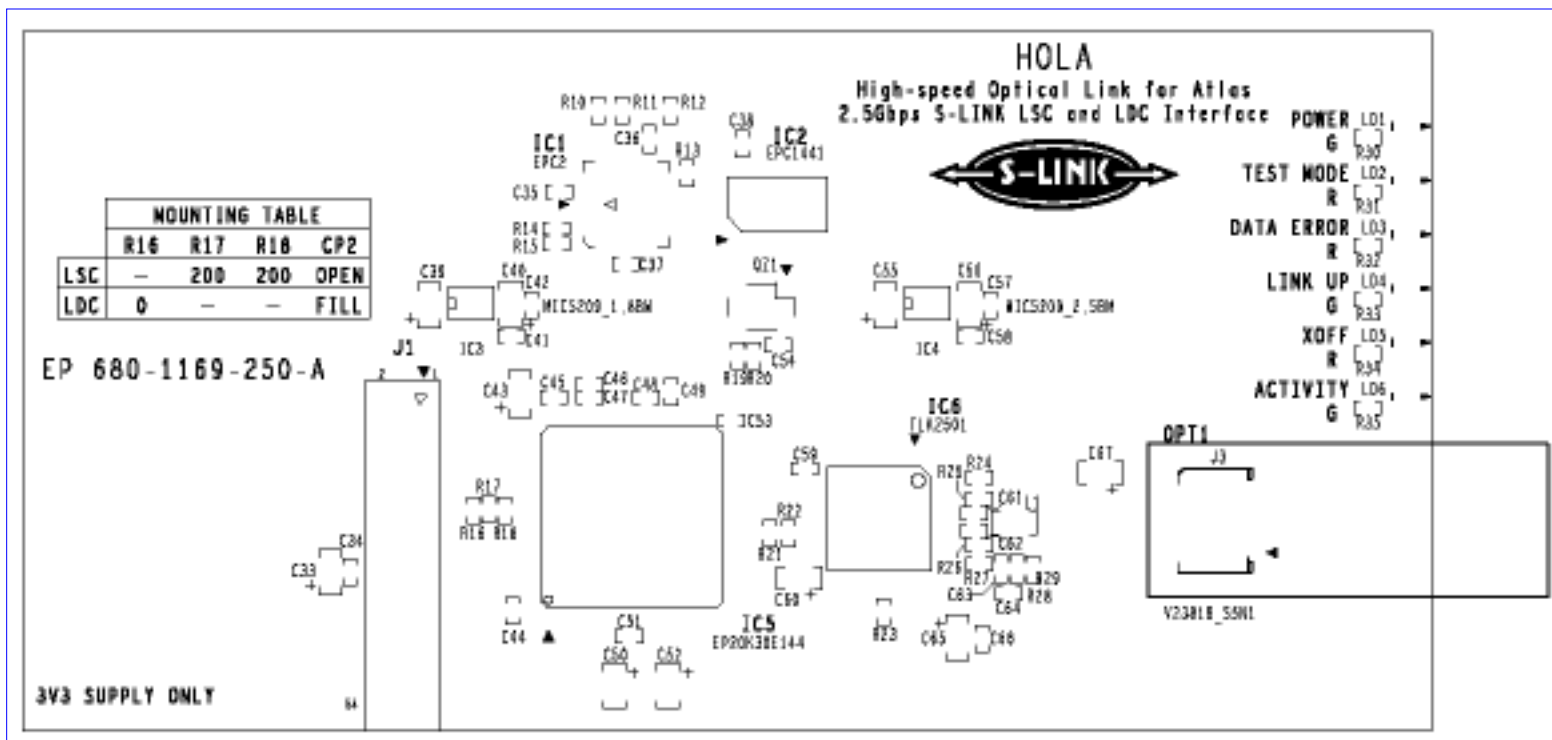 HOLA
High-speed Optical Link for Atlas
2.5Gbps S-LINK LSC and LDC Interface
S-LINK
POWER LD1
G R30
TEST MODE LD2
R R31
DATA ERROR LD3
R R32
LINK UP LD4
G R33
XOFF LD5
R R34
ACTIVITY LD6
G R35
R10 R11 R12
C36
C38
IC1
EPC2
IC2
EPC1441
R13
C35
R14
R15
C37
QZ1
MOUNTING TABLE
R16 R17 R18 CP2
LSC - 200 200 OPEN
LDC 0 - - FILL
C39 C40
C42
MIC5209_1,8BM
IC3 C41
C55 C56
C57
MIC5209_2,5BM
IC4 C58
C54
R19 R20
EP 680-1169-250-A
J1
2 1
C43 C45 C46
C47 C48 C49
C53
IC6
TLK2501
C59
R25 R24
C61
C67
OPT1
J3
R17
R16 R18
R22
R21
C62
R26
R27 R29
C63 R28
C64
C34
C33
C60
V23818_S5N1
C44
C51
IC5
EP20K30E144
R23
C65 C66
C50 C52
3V3 SUPPLY ONLY
64